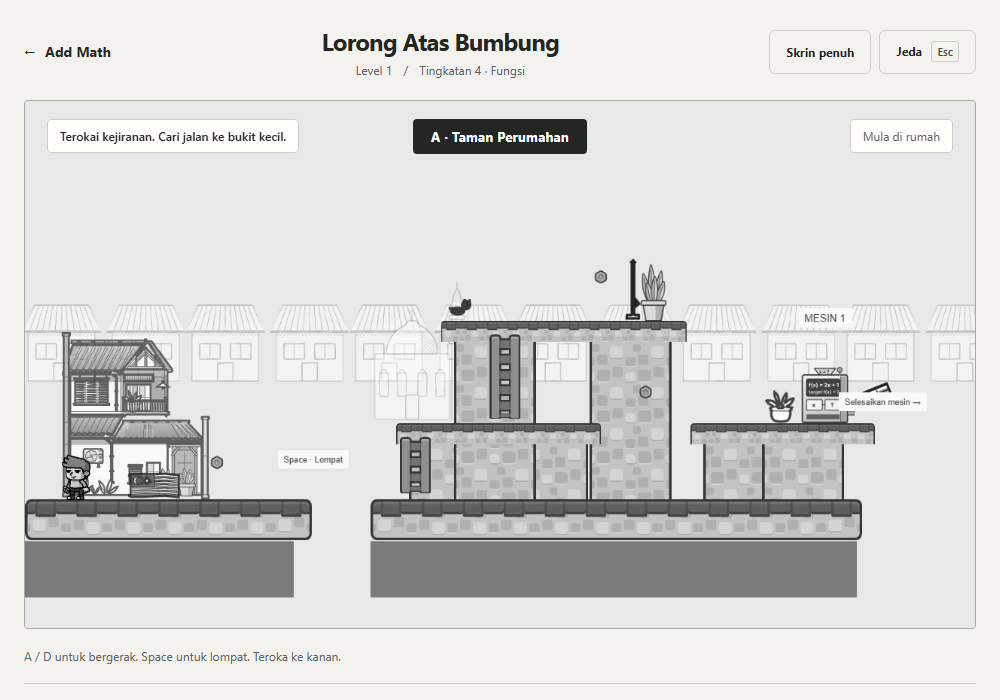 ← Add Math
Lorong Atas Bumbung
Level 1 / Tingkatan 4 · Fungsi
Skrin penuh
Jeda Esc
Terokai kejiranan. Cari jalan ke bukit kecil.
A · Taman Perumahan
Mula di rumah
MESIN 1
Selesaikan mesin →
Space · Lompat
A / D untuk bergerak. Space untuk lompat. Teroka ke kanan.